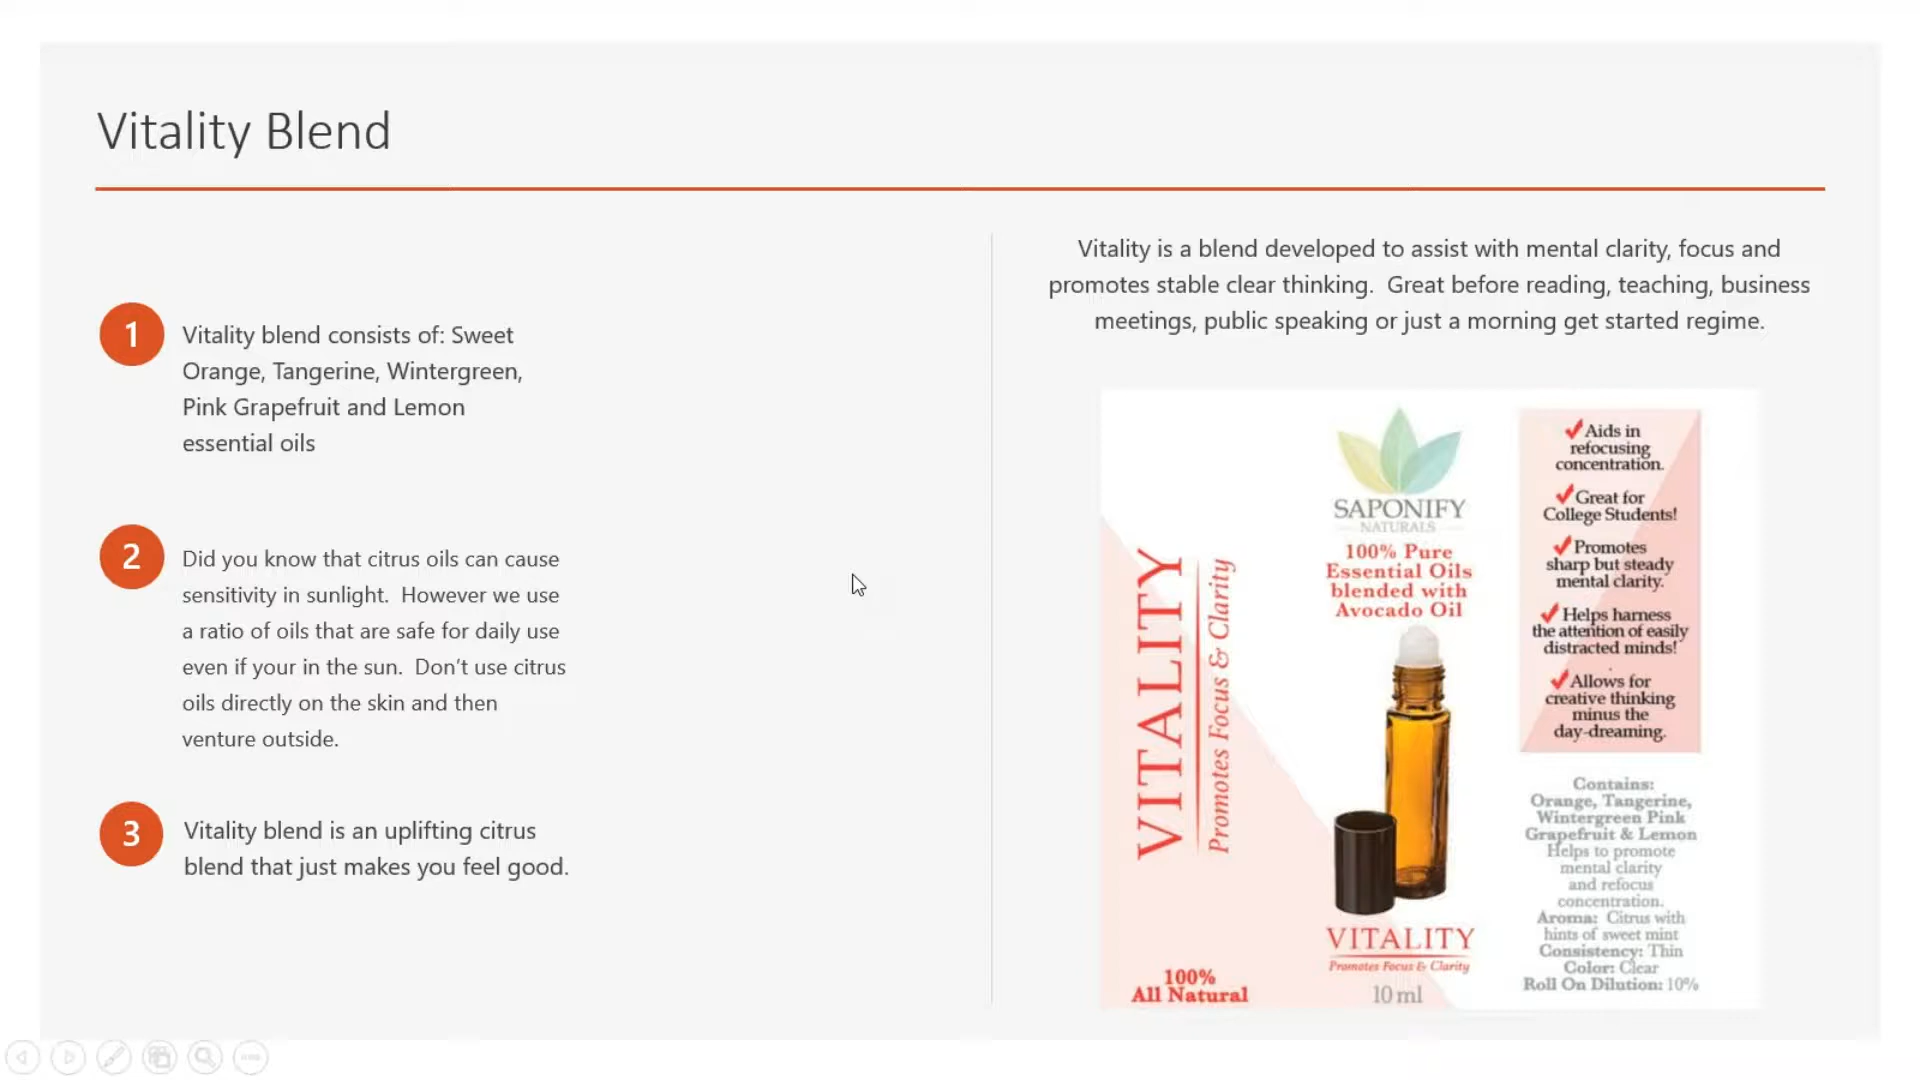 Vitality Blend
1
Vitality blend consists of: Sweet
Orange, Tangerine, Wintergreen,
Pink Grapefruit and Lemon
essential oils
2
Did you know that citrus oils can cause
sensitivity in sunlight.  However we use
a ratio of oils that are safe for daily use
even if your in the sun.  Don't use citrus
oils directly on the skin and then
venture outside.
3
Vitality blend is an uplifting citrus
blend that just makes you feel good.
Vitality is a blend developed to assist with mental clarity, focus and
promotes stable clear thinking.  Great before reading, teaching, business
meetings, public speaking or just a morning get started regime.
VITALITY
Promotes Focus & Clarity
100%
All Natural
SAPONIFY
NATURALS
100% Pure
Essential Oils
blended with
Avocado Oil
VITALITY
Promotes Focus & Clarity
10 ml
Aids in
refocusing
concentration.
Great for
College Students!
Promotes
sharp but steady
mental clarity.
Helps harness
the attention of easily
distracted minds!
Allows for
creative thinking
minus the
day-dreaming.
Contains:
Orange, Tangerine,
Wintergreen Pink
Grapefruit & Lemon
Helps to promote
mental clarity
and refocus
concentration.
Aroma: Citrus with
hints of sweet mint
Consistency: Thin
Color: Clear
Roll On Dilution: 10%